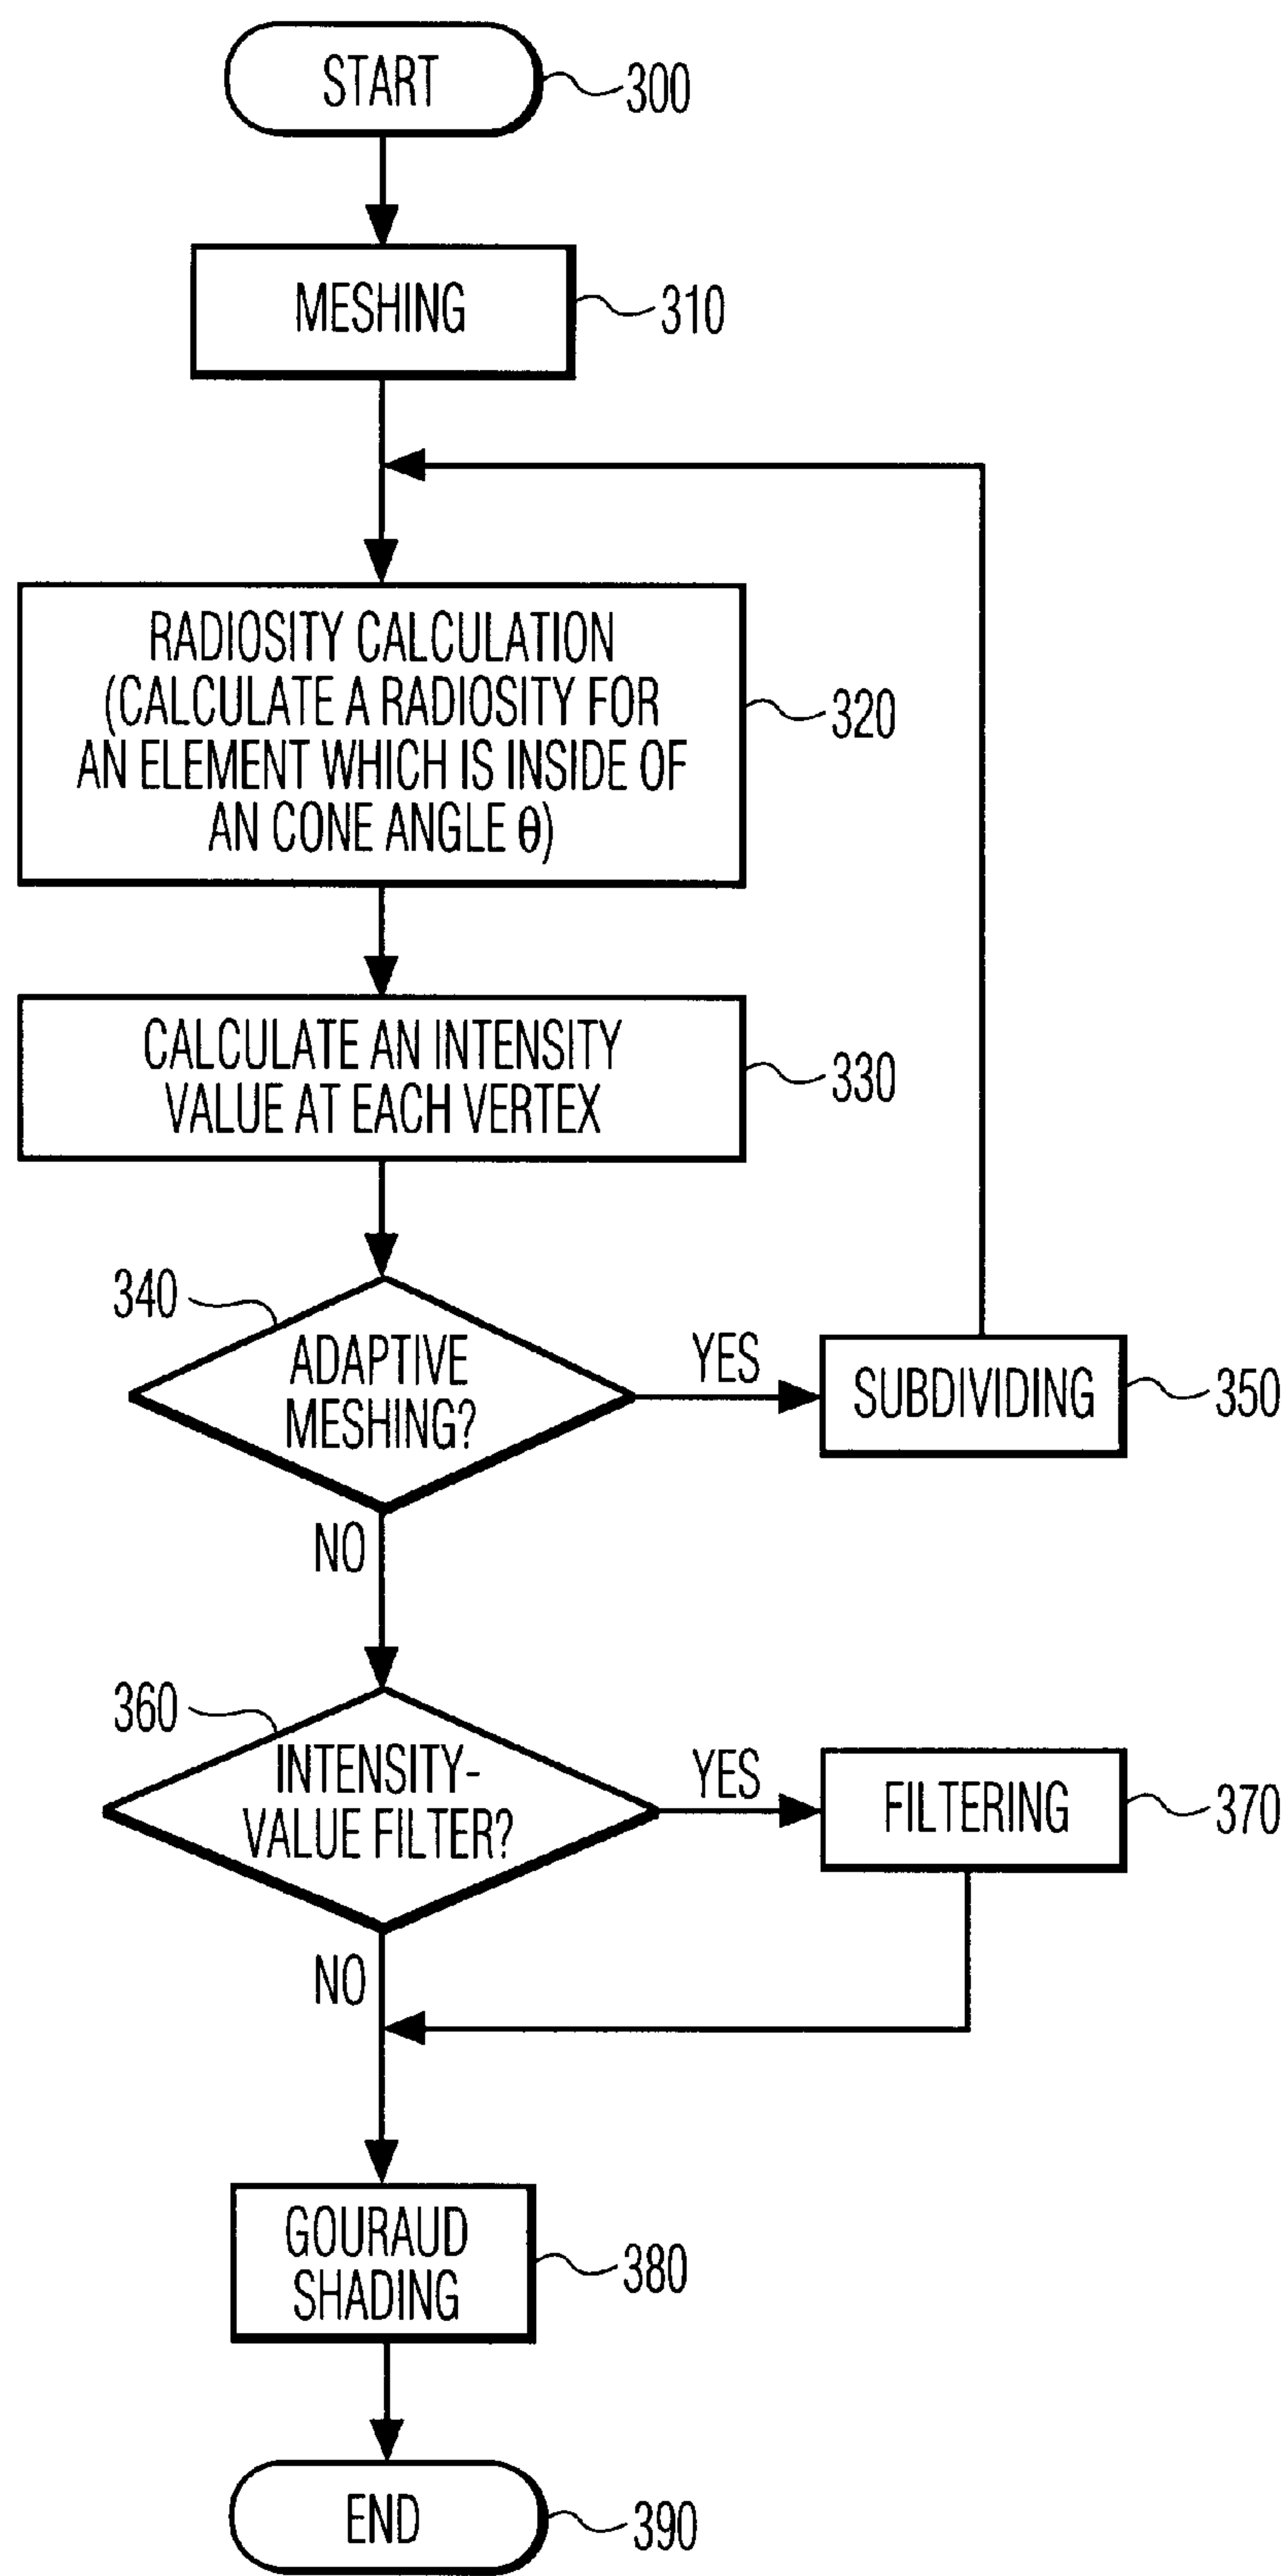 START
300
MESHING
310
RADIOSITY CALCULATION
(CALCULATE A RADIOSITY FOR
AN ELEMENT WHICH IS INSIDE OF
AN CONE ANGLE θ)
320
CALCULATE AN INTENSITY
VALUE AT EACH VERTEX
330
340
ADAPTIVE
MESHING?
YES
SUBDIVIDING
350
NO
360
INTENSITY-
VALUE FILTER?
YES
FILTERING
370
NO
GOURAUD
SHADING
380
END
390